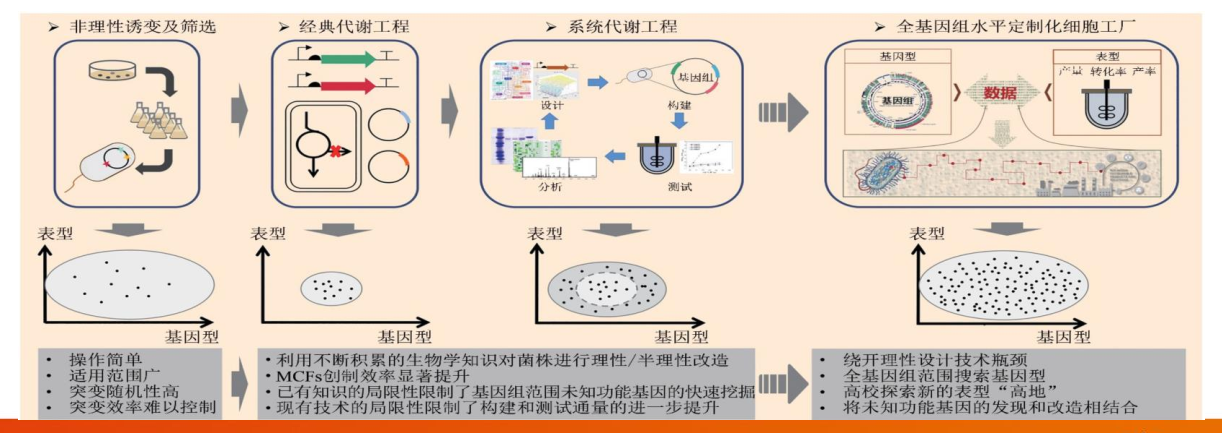 ➢ 非理性诱变及筛选
➢ 经典代谢工程
➢ 系统代谢工程
➢ 全基因组水平定制化细胞工厂
设计
基因组
构建
分析
测试
基因型
基因组
数据
表型
产量 转化率 产率
表型
基因型
表型
基因型
表型
基因型
表型
基因型
• 操作简单
• 适用范围广
• 突变随机性高
• 突变效率难以控制
• 利用不断积累的生物学知识对菌株进行理性/半理性改造
• MCFs创制效率显著提升
• 已有知识的局限性限制了基因组范围未知功能基因的快速挖掘
• 现有技术的局限性限制了构建和测试通量的进一步提升
• 绕开理性设计技术瓶颈
• 全基因组范围搜索基因型
• 高校探索新的表型“高地”
• 将未知功能基因的发现和改造相结合